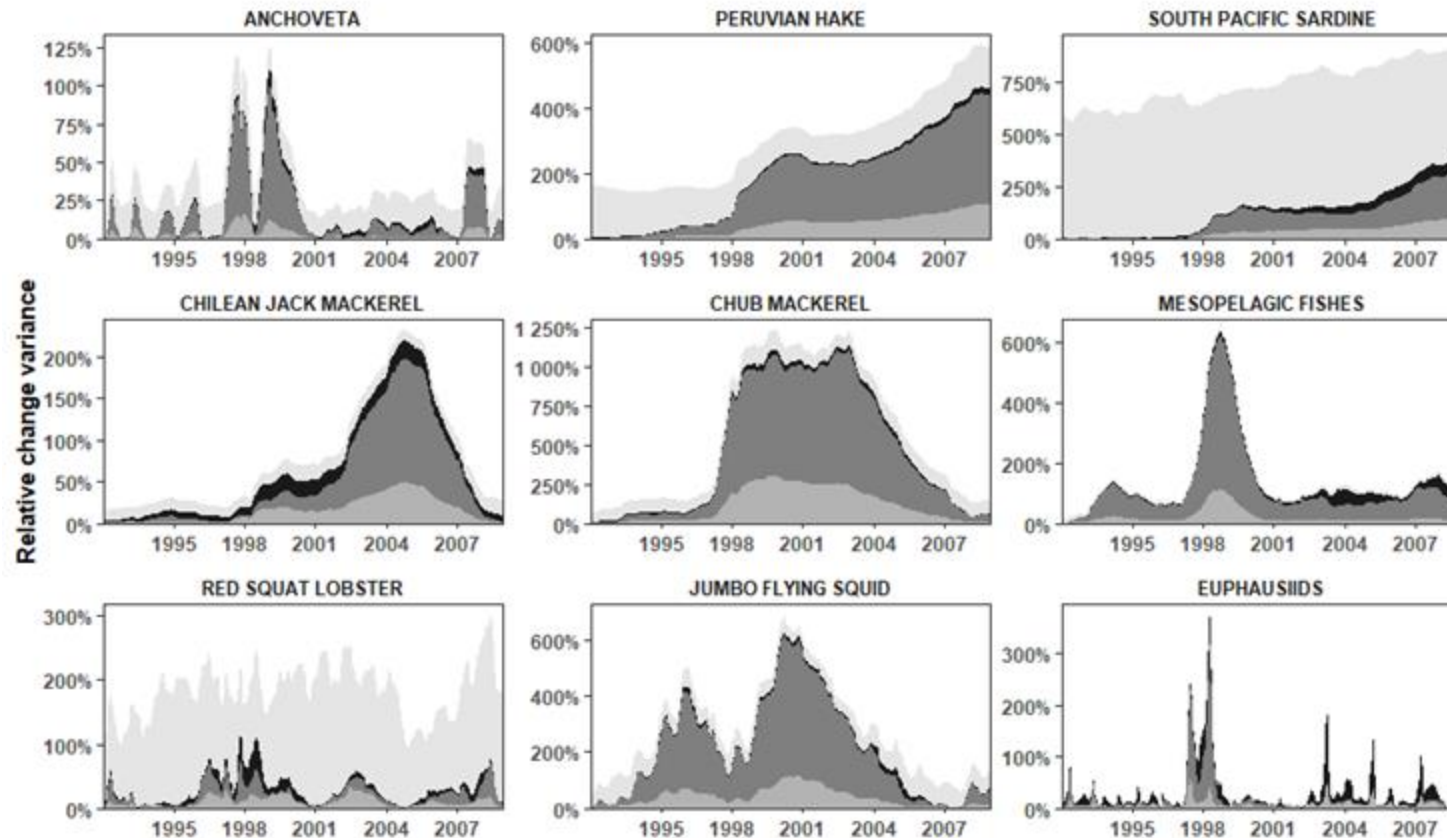 ANCHOVETA
PERUVIAN HAKE
SOUTH PACIFIC SARDINE
125%
100%
75%
50%
25%
0%
600%
400%
200%
0%
750%
500%
250%
0%
1995 1998 2001 2004 2007
1995 1998 2001 2004 2007
1995 1998 2001 2004 2007
Relative change variance
CHILEAN JACK MACKEREL
CHUB MACKEREL
MESOPELAGIC FISHES
200%
150%
100%
50%
0%
1 250%
1 000%
750%
500%
250%
0%
600%
400%
200%
0%
1995 1998 2001 2004 2007
1995 1998 2001 2004 2007
1995 1998 2001 2004 2007
RED SQUAT LOBSTER
JUMBO FLYING SQUID
EUPHAUSIIDS
300%
200%
100%
0%
600%
400%
200%
0%
300%
200%
100%
0%
1995 1998 2001 2004 2007
1995 1998 2001 2004 2007
1995 1998 2001 2004 2007